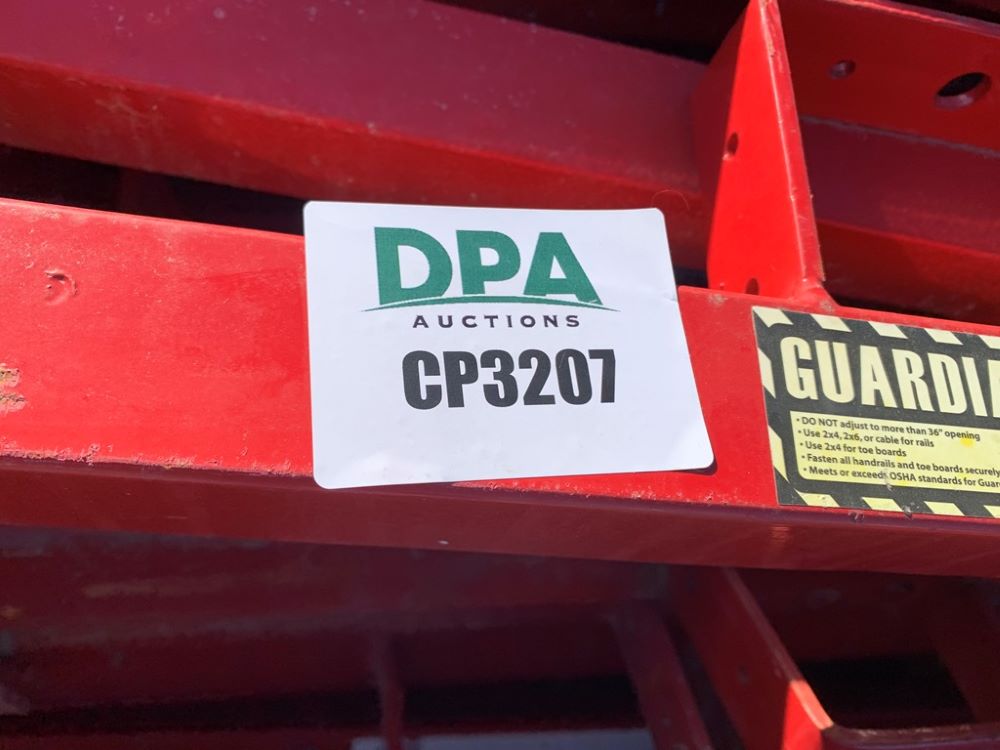 DPA
AUCTIONS
CP3207
GUARDIA
• DO NOT adjust to more than 36" opening
• Use 2x4, 2x6, or cable for rails
• Use 2x4 for toe boards
• Fasten all handrails and toe boards securely
• Meets or exceeds OSHA standards for Guar